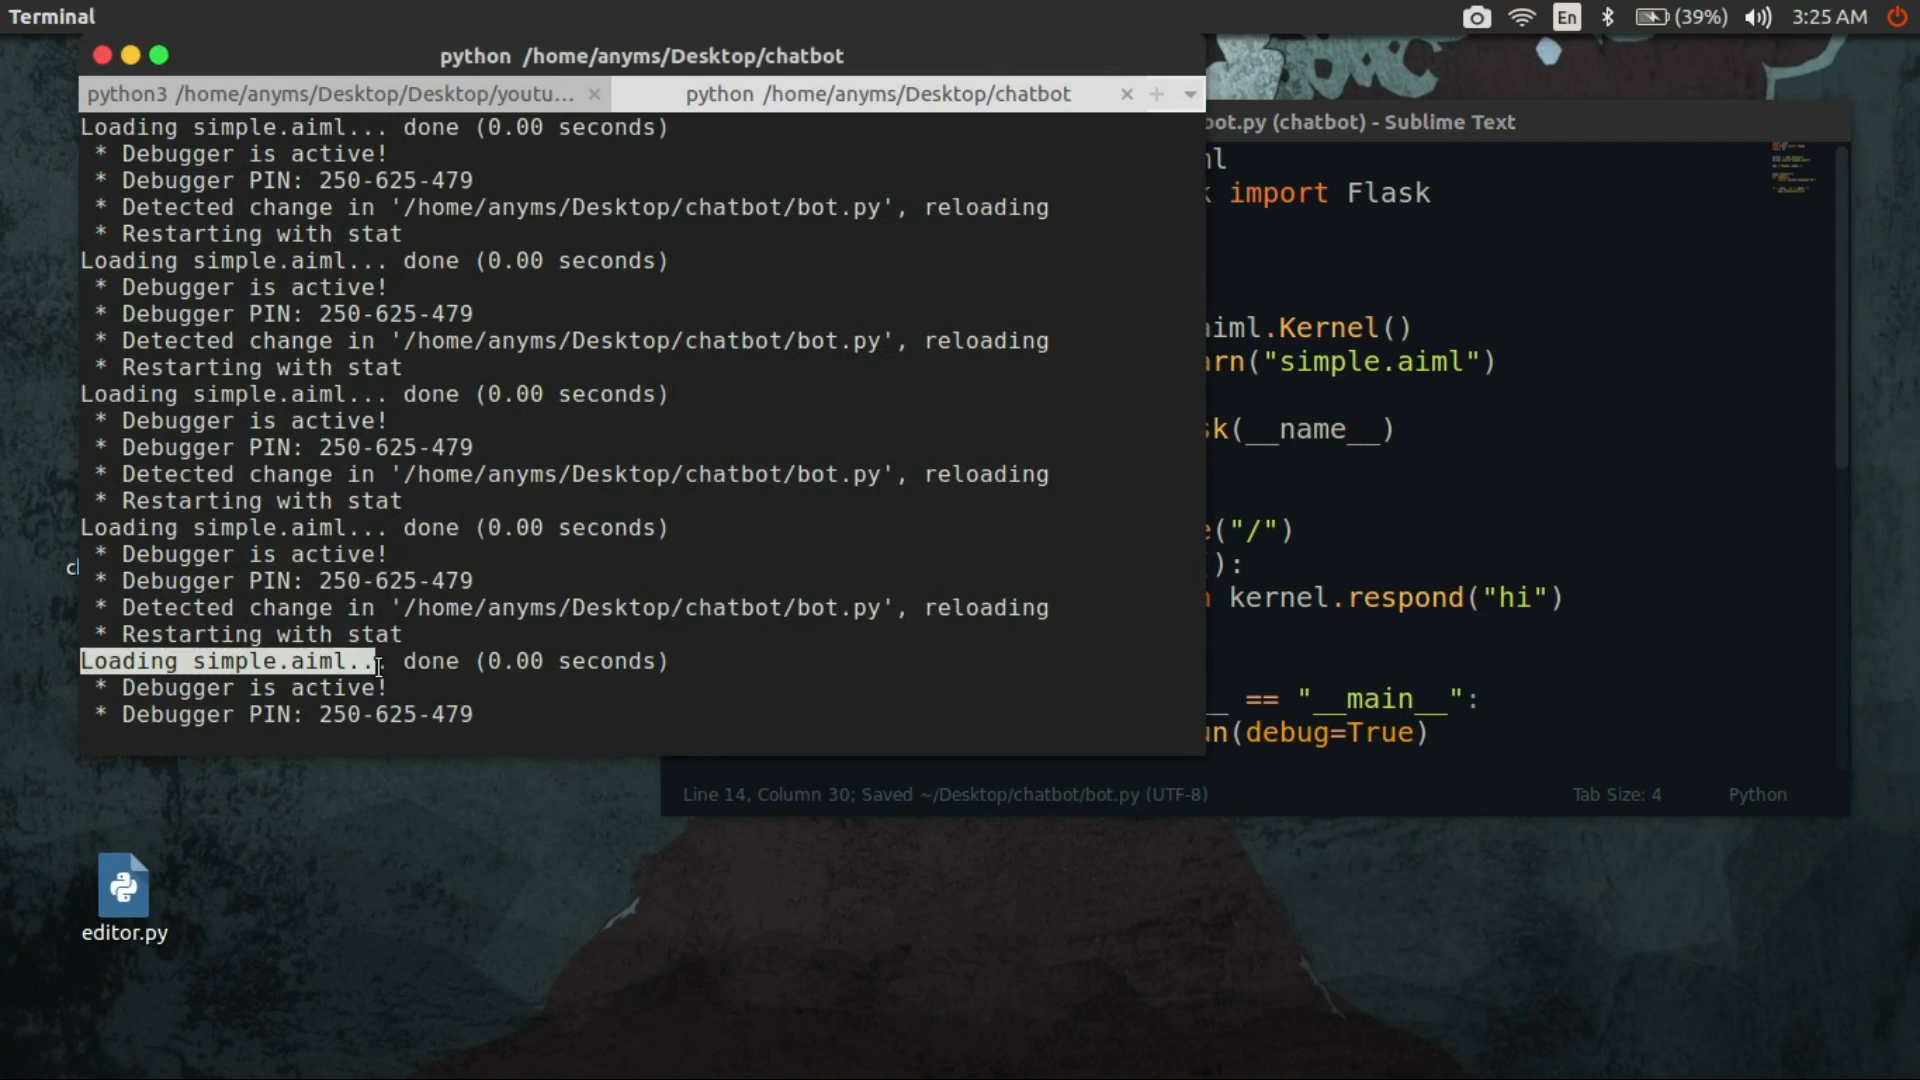 Terminal
En
(39%)
3:25 AM
python /home/anyms/Desktop/chatbot
python3 /home/anyms/Desktop/Desktop/youtu...
python /home/anyms/Desktop/chatbot
Loading simple.aiml... done (0.00 seconds)
* Debugger is active!
* Debugger PIN: 250-625-479
* Detected change in '/home/anyms/Desktop/chatbot/bot.py', reloading
* Restarting with stat
Loading simple.aiml... done (0.00 seconds)
* Debugger is active!
* Debugger PIN: 250-625-479
* Detected change in '/home/anyms/Desktop/chatbot/bot.py', reloading
* Restarting with stat
Loading simple.aiml... done (0.00 seconds)
* Debugger is active!
* Debugger PIN: 250-625-479
* Detected change in '/home/anyms/Desktop/chatbot/bot.py', reloading
* Restarting with stat
Loading simple.aiml... done (0.00 seconds)
* Debugger is active!
* Debugger PIN: 250-625-479
* Detected change in '/home/anyms/Desktop/chatbot/bot.py', reloading
* Restarting with stat
Loading simple.aiml... done (0.00 seconds)
* Debugger is active!
* Debugger PIN: 250-625-479
bot.py (chatbot) - Sublime Text
ml
k import Flask
aiml.Kernel()
arn("simple.aiml")
sk(__name__)
e("/")
():
n kernel.respond("hi")
__ == "__main__":
un(debug=True)
Line 14, Column 30; Saved ~/Desktop/chatbot/bot.py (UTF-8)
Tab Size: 4
Python
editor.py